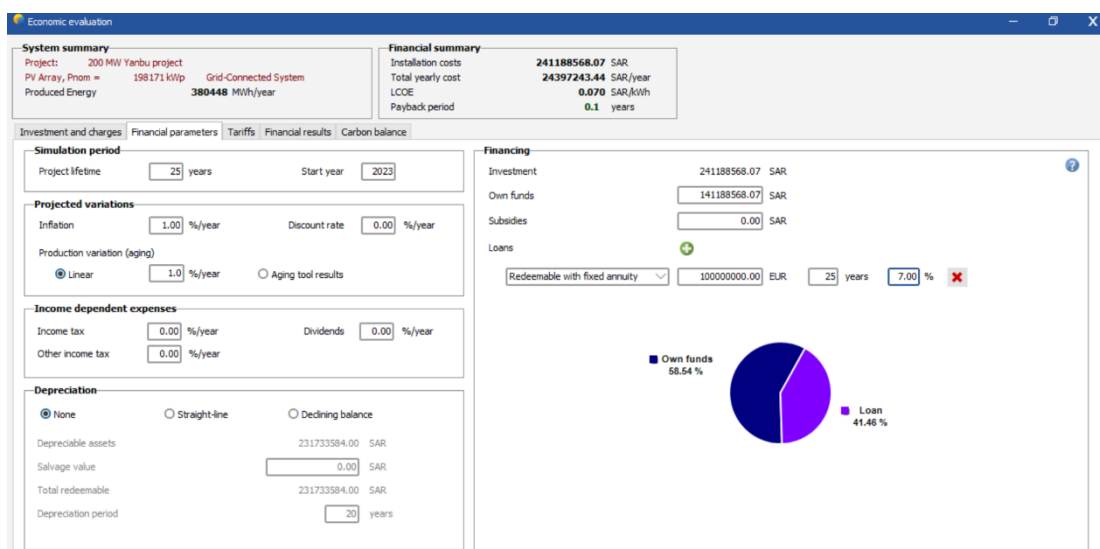 Economic evaluation
System summary
Project: 200 MW Yanbu project
PV Array, Pnom = 198171 kWp Grid-Connected System
Produced Energy 380448 MWh/year
Financial summary
Installation costs 241188568.07 SAR
Total yearly cost 24397243.44 SAR/year
LCOE 0.070 SAR/kWh
Payback period 0.1 years
Investment and charges Financial parameters Tariffs Financial results Carbon balance
Simulation period
Project lifetime 25 years Start year 2023
Projected variations
Inflation 1.00 %/year Discount rate 0.00 %/year
Production variation (aging)
Linear 1.0 %/year Aging tool results
Income dependent expenses
Income tax 0.00 %/year Dividends 0.00 %/year
Other income tax 0.00 %/year
Depreciation
None Straight-line Declining balance
Depreciable assets 231733584.00 SAR
Salvage value 0.00 SAR
Total redeemable 231733584.00 SAR
Depreciation period 20 years
Financing
Investment 241188568.07 SAR
Own funds 141188568.07 SAR
Subsidies 0.00 SAR
Loans
Redeemable with fixed annuity 100000000.00 EUR 25 years 7.00 %
Own funds
58.54 %
Loan
41.46 %